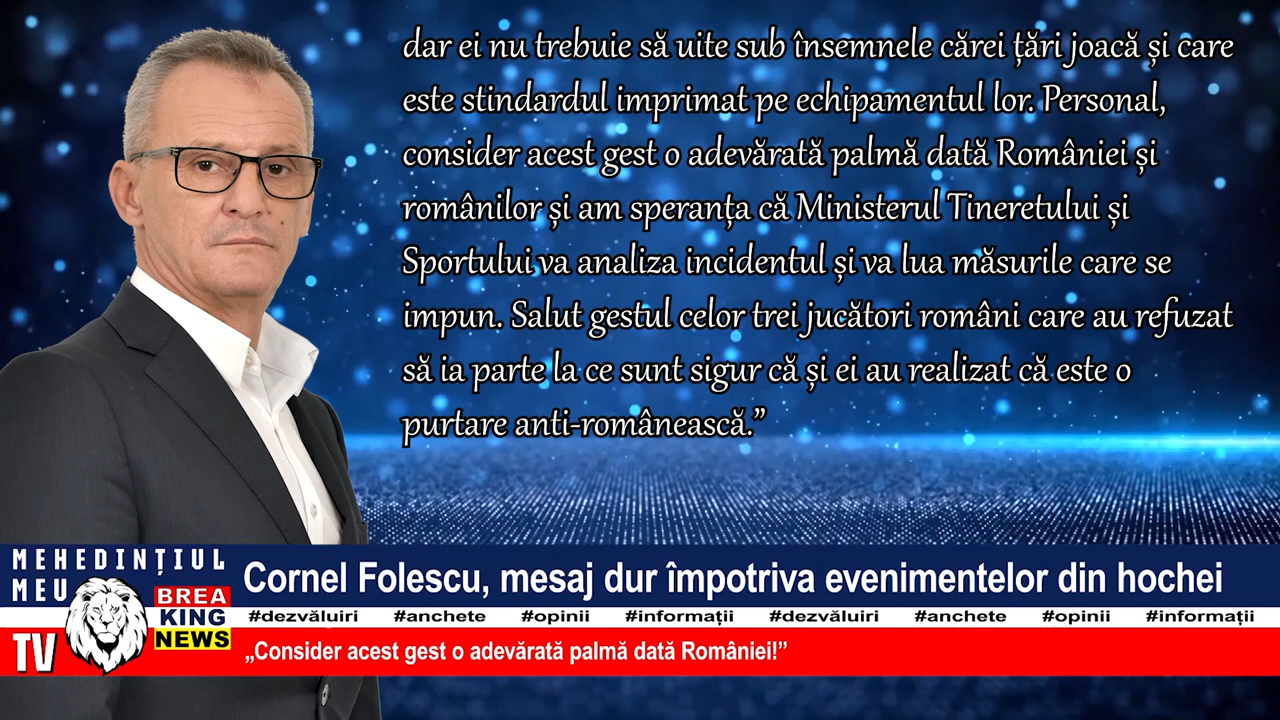 dar ei nu trebuie să uite sub însemnele cărei țări joacă și care
este stindardul imprimat pe echipamentul lor. Personal,
consider acest gest o adevărată palmă dată României și
românilor și am speranța că Ministerul Tineretului și
Sportului va analiza incidentul și va lua măsurile care se
impun. Salut gestul celor trei jucători români care au refuzat
să ia parte la ce sunt sigur că și ei au realizat că este o
purtare anti-românească.”
MEHEDINȚIUL
MEU
TV
BREA
KING
NEWS
Cornel Folescu, mesaj dur împotriva evenimentelor din hochei
#dezvăluiri #anchete #opinii #informații #dezvăluiri #anchete #opinii #informații
„Consider acest gest o adevărată palmă dată României!”